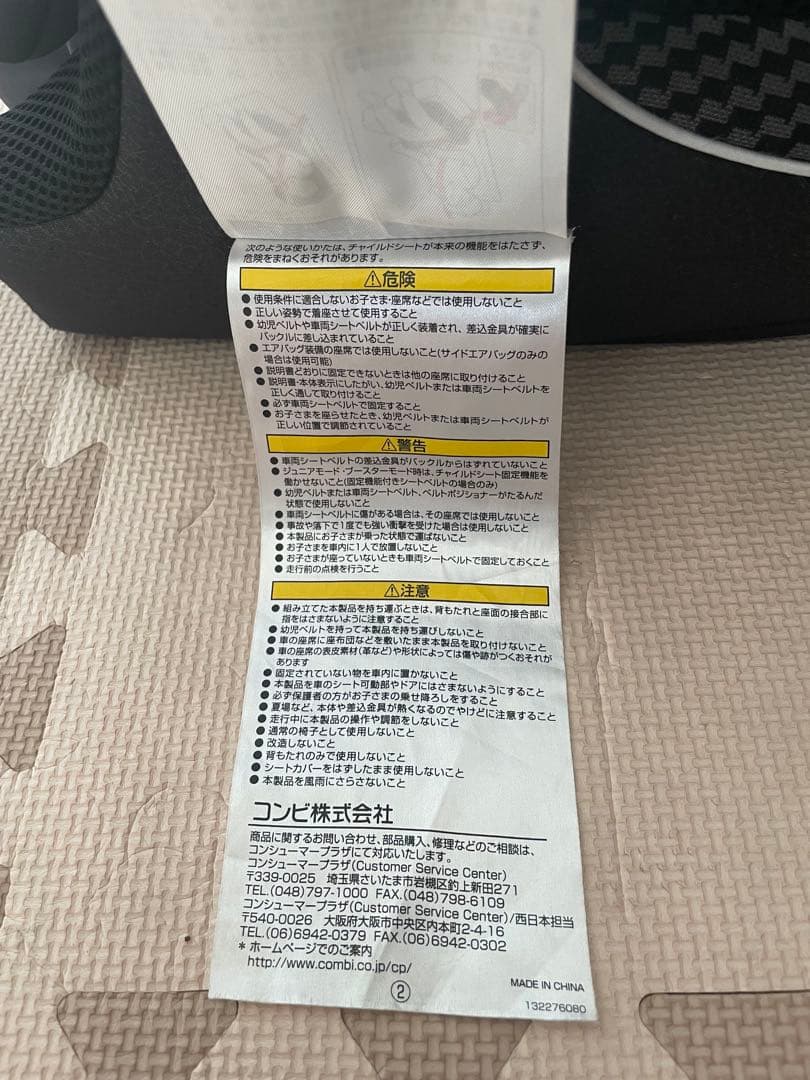 次のような使いかたは、チャイルドシートが本来の機能をはたさず、
危険をまねくおそれがあります。
⚠危険
● 使用条件に適合しないお子さま・座席などでは使用しないこと
● 正しい姿勢で着座させて使用すること
● 幼児ベルトや車両シートベルトが正しく装着され、差込金具が確実に
バックルに差し込まれていること
● エアバッグ装備の座席では使用しないこと(サイドエアバッグのみの
場合は使用可能)
● 説明書どおりに固定できないときは他の座席に取り付けること
● 説明書・本体表示にしたがい、幼児ベルトまたは車両シートベルトを
正しく通して取り付けること
● 必ず車両シートベルトで固定すること
● お子さまを座らせたとき、幼児ベルトまたは車両シートベルトが
正しい位置で調節されていること
⚠警告
● 車両シートベルトの差込金具がバックルからはずれていないこと
● ジュニアモード・ブースターモード時は、チャイルドシート固定機能を
働かせないこと(固定機能付きシートベルトの場合のみ)
● 幼児ベルトまたは車両シートベルト、ベルトポジショナーがたるんだ
状態で使用しないこと
● 車両シートベルトに傷がある場合は、その座席では使用しないこと
● 事故や落下で1度でも強い衝撃を受けた場合は使用しないこと
● 本製品にお子さまが乗った状態で運ばないこと
● お子さまを車内に1人で放置しないこと
● お子さまが座っていないときも車両シートベルトで固定しておくこと
● 走行前の点検を行うこと
⚠注意
● 組み立てた本製品を持ち運ぶときは、背もたれと座面の接合部に
指をはさまないように注意すること
● 幼児ベルトを持って本製品を持ち運びしないこと
● 車の座席に座布団などを敷いたまま本製品を取り付けないこと
● 車の座席の表皮素材(革など)や形状によっては傷や跡がつくおそれが
あります
● 固定されていない物を車内に置かないこと
● 本製品を車のシート可動部やドアにはさまないようにすること
● 必ず保護者の方がお子さまの乗せ降ろしをすること
● 夏場など、本体や差込金具が熱くなるのでやけどに注意すること
● 走行中に本製品の操作や調節をしないこと
● 通常の椅子として使用しないこと
● 改造しないこと
● 背もたれのみで使用しないこと
● シートカバーをはずしたまま使用しないこと
● 本製品を風雨にさらさないこと
コンビ株式会社
商品に関するお問い合わせ、部品購入、修理などのご相談は、
コンシューマープラザにて対応いたします。
コンシューマープラザ(Customer Service Center)
〒339-0025 埼玉県さいたま市岩槻区釣上新田271
TEL.(048)797-1000 FAX.(048)798-6109
コンシューマープラザ(Customer Service Center)/西日本担当
〒540-0026 大阪府大阪市中央区内本町2-4-16
TEL.(06)6942-0379 FAX.(06)6942-0302
＊ホームページでのご案内
http://www.combi.co.jp/cp/
②
MADE IN CHINA
132276080